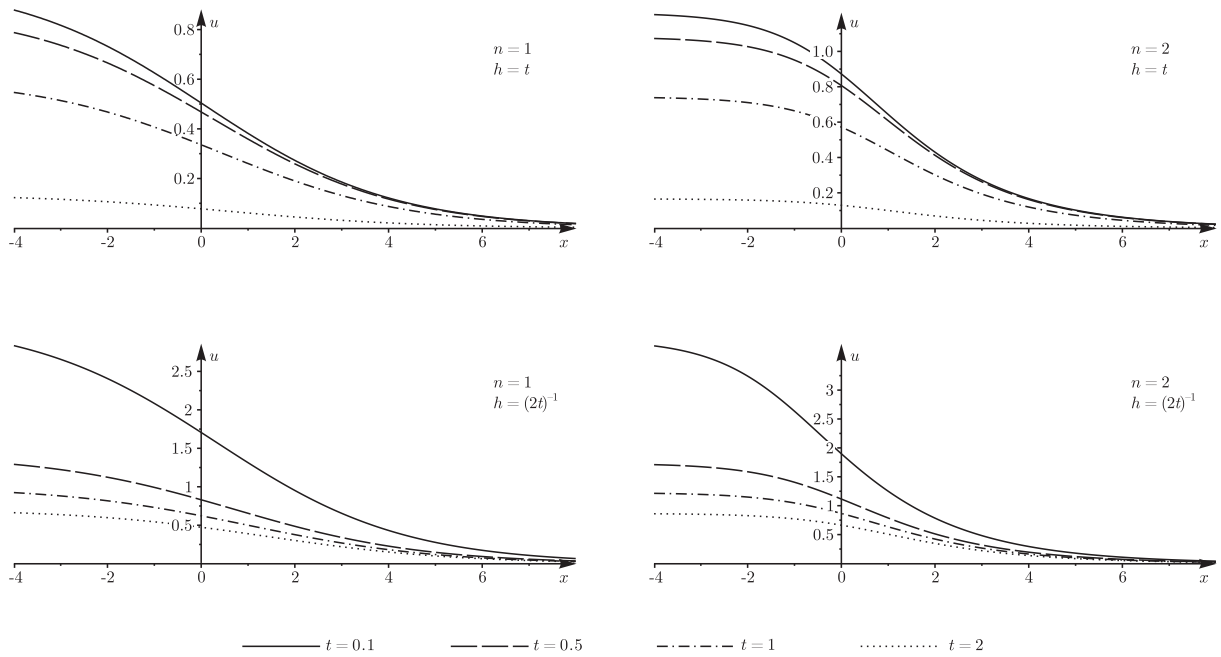 u
0.8
0.6
0.4
0.2
-4 -2 0 2 4 6 x
n = 1
h = t
u
1.0
0.8
0.6
0.4
0.2
-4 -2 0 2 4 6 x
n = 2
h = t
u
2.5
2
1.5
1
0.5
-4 -2 0 2 4 6 x
n = 1
h = (2t)⁻¹
u
3
2.5
2
1.5
1
0.5
-4 -2 0 2 4 6 x
n = 2
h = (2t)⁻¹
t = 0.1 t = 0.5 t = 1 t = 2